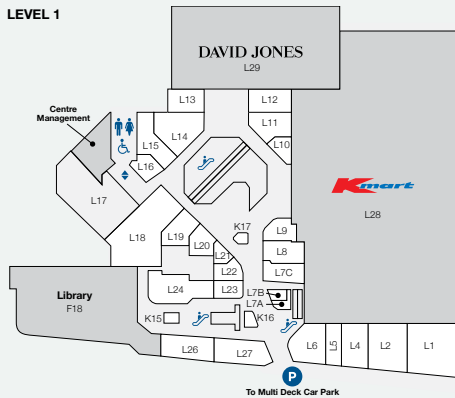 LEVEL 1
DAVID JONES
L29
L13
L12
Centre
Management
L11
L14
L15
L10
L16
Kmart
L17
L28
K17
L9
L18
L19
L20
L8
L21
L22
L7C
L24
L23
L7B
L7A
Library
F18
K15
K16
L26
L27
L6
L5
L4
L2
L1
P
To Multi Deck Car Park